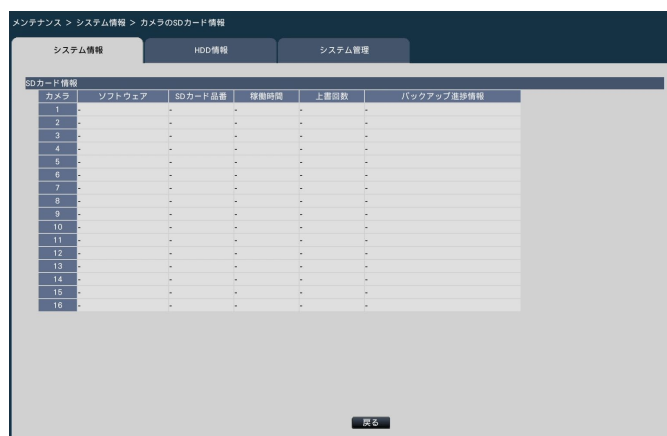 メンテナンス > システム情報 > カメラのSDカード情報
システム情報 HDD情報 システム管理
SDカード情報
カメラ ソフトウェア SDカード品番 稼働時間 上書回数 バックアップ進捗情報
1 - - - - -
2 - - - - -
3 - - - - -
4 - - - - -
5 - - - - -
6 - - - - -
7 - - - - -
8 - - - - -
9 - - - - -
10 - - - - -
11 - - - - -
12 - - - - -
13 - - - - -
14 - - - - -
15 - - - - -
16 - - - - -
戻る